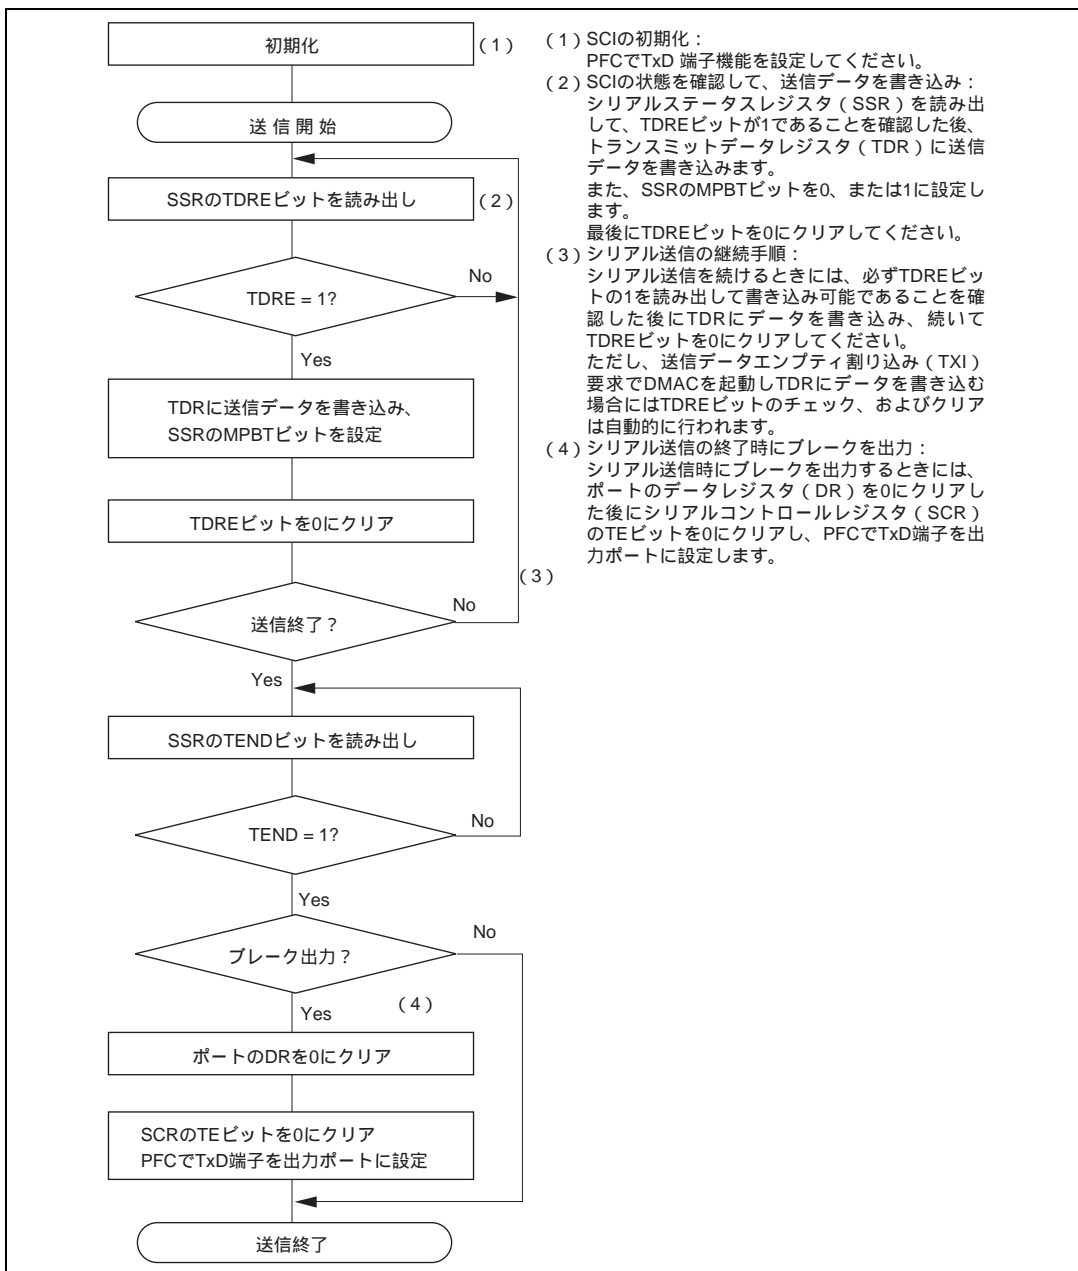 初期化
（1）
送 信 開 始
SSRのTDREビットを読み出し
（2）
TDRE = 1?
No
Yes
TDRに送信データを書き込み、
SSRのMPBTビットを設定
TDREビットを0にクリア
（3）
送信終了？
No
Yes
SSRのTENDビットを読み出し
TEND = 1?
No
Yes
ブレーク出力？
No
Yes
（4）
ポートのDRを0にクリア
SCRのTEビットを0にクリア
PFCでTxD端子を出力ポートに設定
送信終了
（1）SCIの初期化：
PFCでTxD 端子機能を設定してください。
（2）SCIの状態を確認して、送信データを書き込み：
シリアルステータスレジスタ（SSR）を読み出
して、TDREビットが1であることを確認した後、
トランスミットデータレジスタ（TDR）に送信
データを書き込みます。
また、SSRのMPBTビットを0、または1に設定し
ます。
最後にTDREビットを0にクリアしてください。
（3）シリアル送信の継続手順：
シリアル送信を続けるときには、必ずTDREビッ
トの1を読み出して書き込み可能であることを確
認した後にTDRにデータを書き込み、続いて
TDREビットを0にクリアしてください。
ただし、送信データエンプティ割り込み（TXI）
要求でDMACを起動しTDRにデータを書き込む
場合にはTDREビットのチェック、およびクリア
は自動的に行われます。
（4）シリアル送信の終了時にブレークを出力：
シリアル送信時にブレークを出力するときには、
ポートのデータレジスタ（DR）を0にクリアし
た後にシリアルコントロールレジスタ（SCR）
のTEビットを0にクリアし、PFCでTxD端子を出
力ポートに設定します。